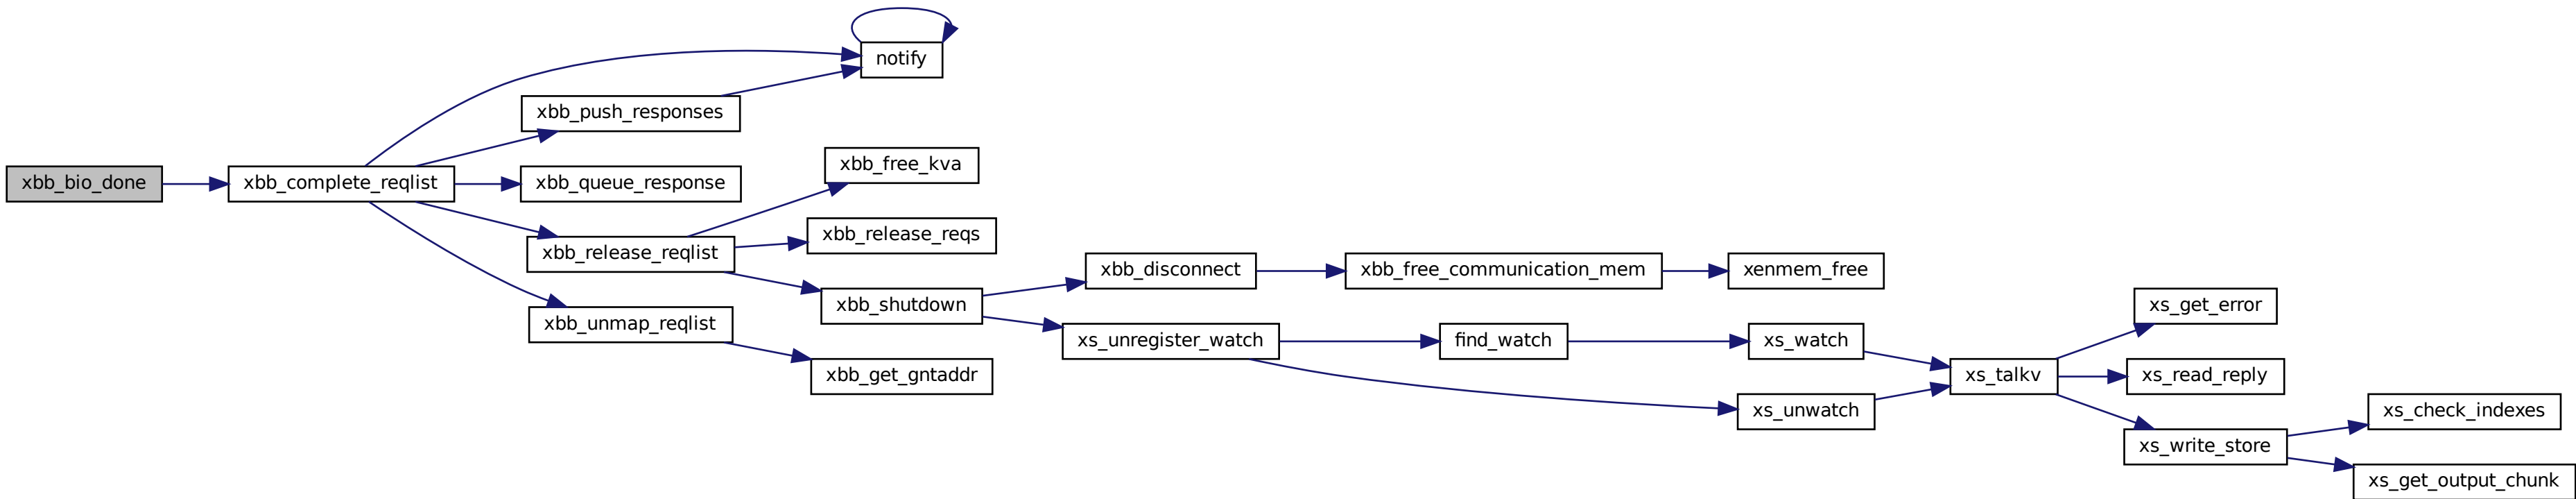 notify
xbb_push_responses
xbb_free_kva
xbb_bio_done
xbb_complete_reqlist
xbb_queue_response
xbb_release_reqs
xbb_release_reqlist
xbb_disconnect
xbb_free_communication_mem
xenmem_free
xbb_shutdown
xs_get_error
xbb_unmap_reqlist
xs_unregister_watch
find_watch
xs_watch
xbb_get_gntaddr
xs_talkv
xs_read_reply
xs_unwatch
xs_check_indexes
xs_write_store
xs_get_output_chunk